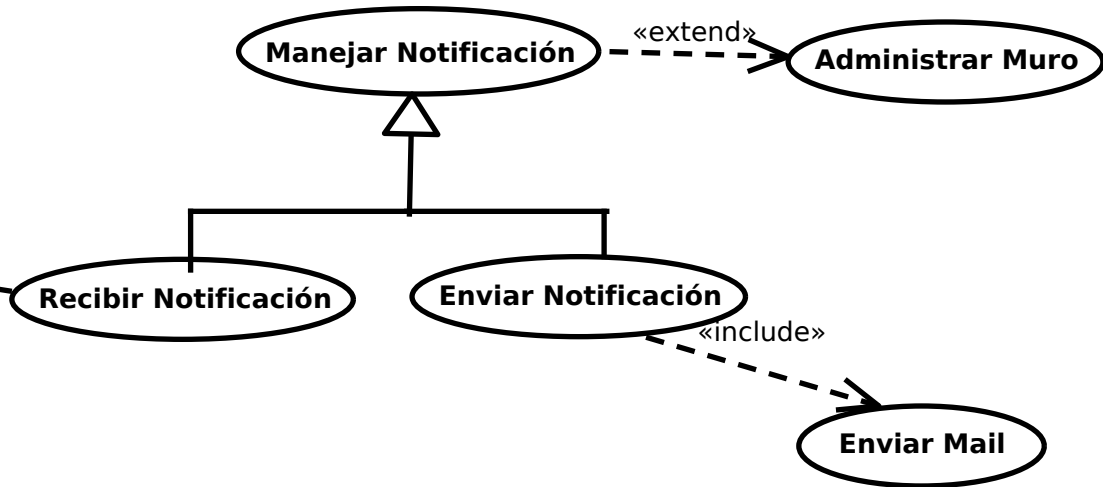 «extend»
Manejar Notificación
Administrar Muro
Recibir Notificación
Enviar Notificación
«include»
Enviar Mail